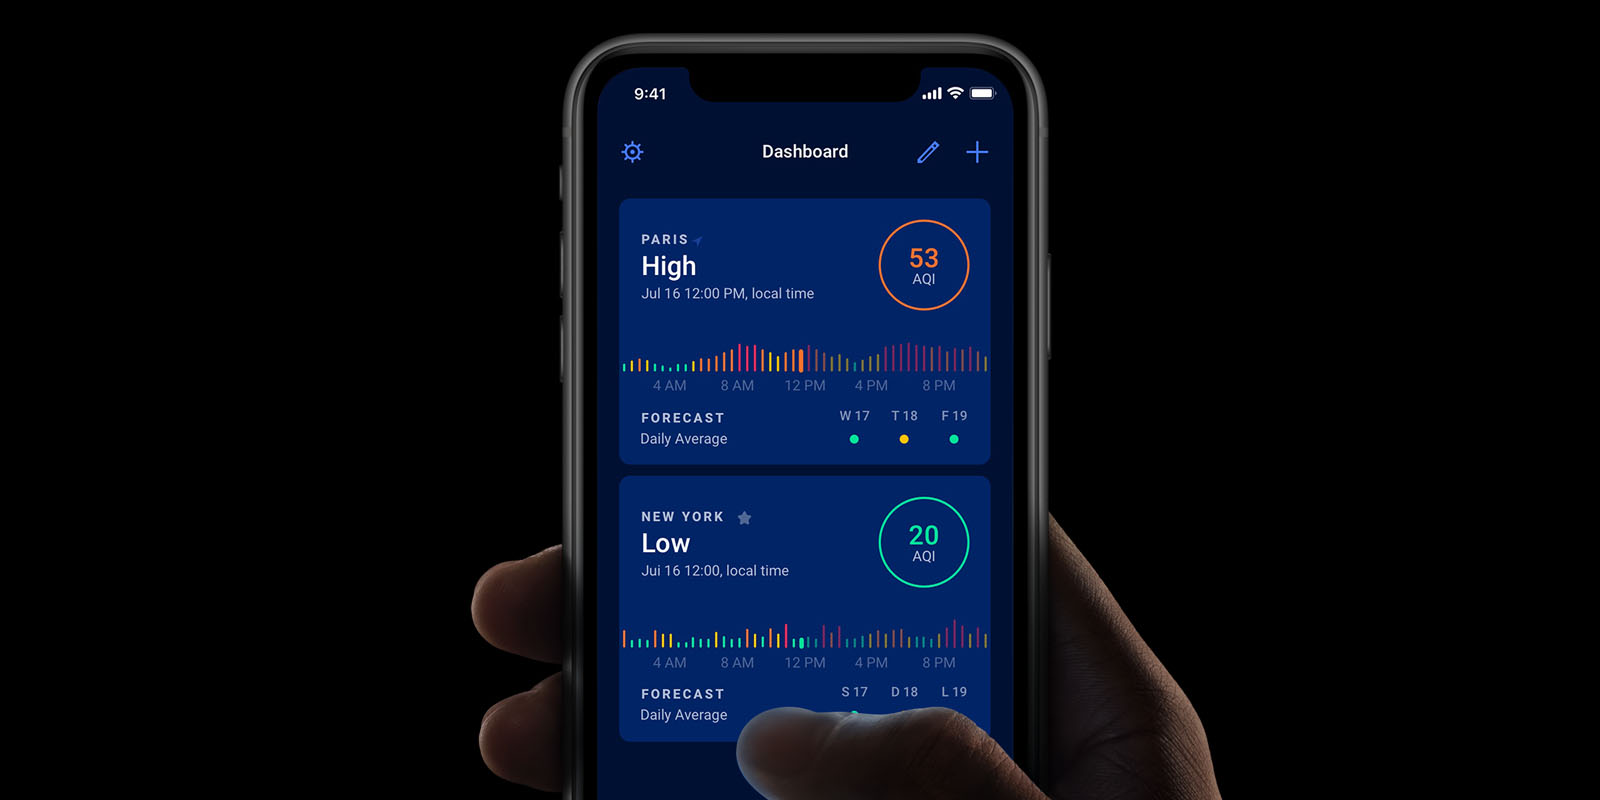 9:41
Dashboard
PARIS
High
Jul 16 12:00 PM, local time
53
AQI
4 AM 8 AM 12 PM 4 PM 8 PM
FORECAST
Daily Average
W 17 T 18 F 19
NEW YORK
Low
Jui 16 12:00, local time
20
AQI
4 AM 8 AM 12 PM 4 PM 8 PM
FORECAST
Daily Average
S 17 D 18 L 19